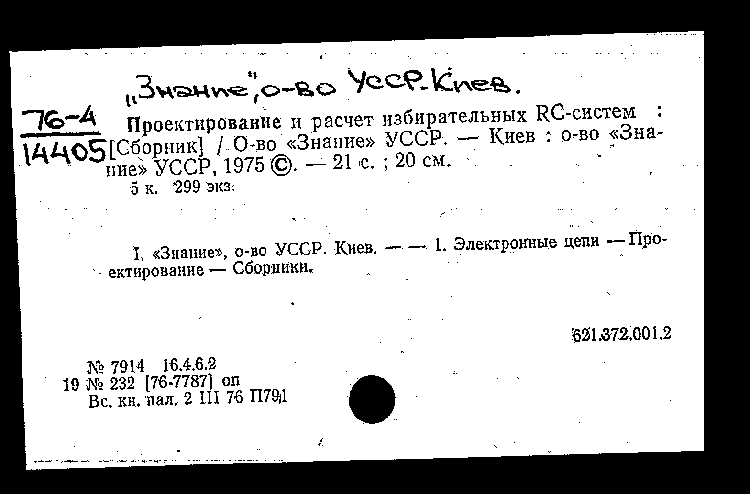 „Знание", о-во УССР. Киев.
76-4
14405
Проектирование и расчет избирательных RC-систем :
[Сборник] / О-во «Знание» УССР. — Киев : о-во «Зна-
ние» УССР, 1975 ©. — 21 с. ; 20 см.
5 к. 299 экз.
I. «Знание», о-во УССР. Киев. — — 1. Электронные цепи — Про-
ектирование — Сборники.
621.372.001.2
№ 7914 16.4.6.2
19 № 232 [76-7787] оп
Вс. кн. пал. 2 III 76 П791